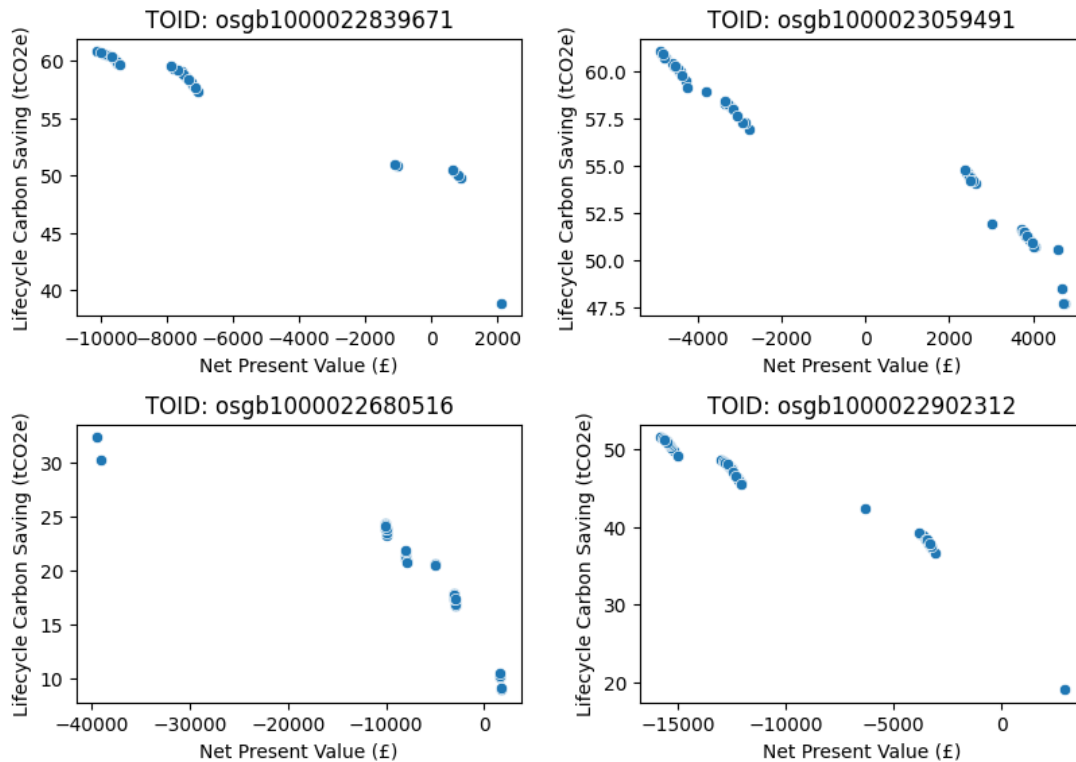 TOID: osgb1000022839671
Lifecycle Carbon Saving (tCO2e)
60
55
50
45
40
−10000 −8000 −6000 −4000 −2000 0 2000
Net Present Value (£)
TOID: osgb1000023059491
Lifecycle Carbon Saving (tCO2e)
60.0
57.5
55.0
52.5
50.0
47.5
−4000 −2000 0 2000 4000
Net Present Value (£)
TOID: osgb1000022680516
Lifecycle Carbon Saving (tCO2e)
30
25
20
15
10
−40000 −30000 −20000 −10000 0
Net Present Value (£)
TOID: osgb1000022902312
Lifecycle Carbon Saving (tCO2e)
50
40
30
20
−15000 −10000 −5000 0
Net Present Value (£)